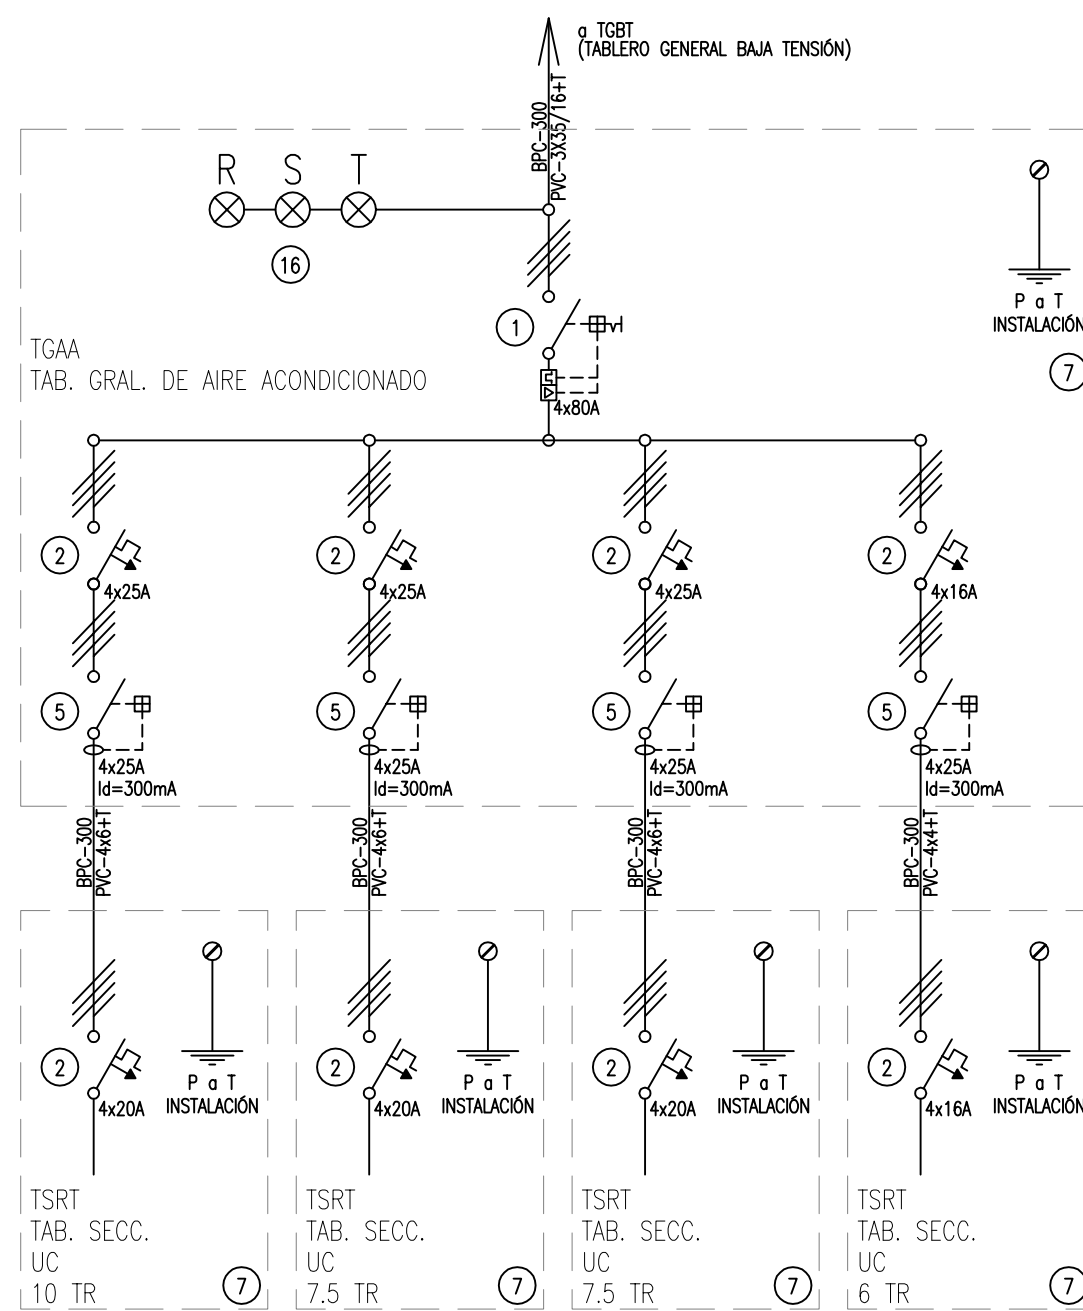 a TGBT
(TABLERO GENERAL BAJA TENSIÓN)
BPC-300
PVC-3X35/16+T
R S T
16
1
4x80A
P a T
INSTALACIÓN
7
TGAA
TAB. GRAL. DE AIRE ACONDICIONADO
2 2 2 2
4x25A 4x25A 4x25A 4x16A
5 5 5 5
4x25A 4x25A 4x25A 4x25A
Id=300mA Id=300mA Id=300mA Id=300mA
BPC-300 BPC-300 BPC-300 BPC-300
PVC-4x6+T PVC-4x6+T PVC-4x6+T PVC-4x4+T
2 2 2 2
4x20A 4x20A 4x20A 4x16A
P a T P a T P a T P a T
INSTALACIÓN INSTALACIÓN INSTALACIÓN INSTALACIÓN
TSRT TSRT TSRT TSRT
TAB. SECC. TAB. SECC. TAB. SECC. TAB. SECC.
UC UC UC UC
10 TR 7.5 TR 7.5 TR 6 TR
7 7 7 7